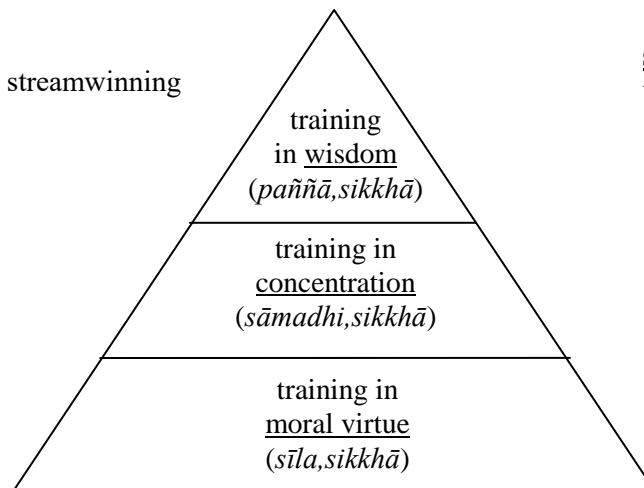 streamwinning
training
in wisdom
(paññā,sikkhā)
training in
concentration
(sāmadhi,sikkhā)
training in
moral virtue
(sīla,sikkhā)